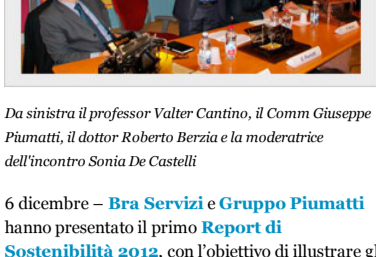 Da sinistra il professor Valter Cantino, il Comm Giuseppe
Piumatti, il dottor Roberto Berzia e la moderatrice
dell'incontro Sonia De Castelli
6 dicembre – Bra Servizi e Gruppo Piumatti
hanno presentato il primo Report di
Sostenibilità 2012, con l'obiettivo di illustrare gl